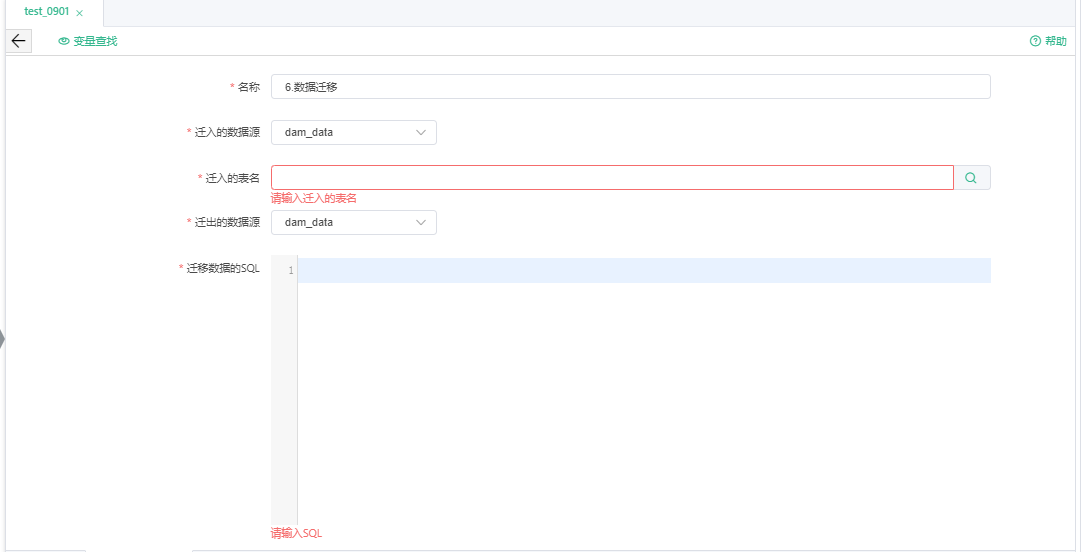 test_0901 ×
变量查找
帮助
* 名称 6.数据迁移
* 迁入的数据源 dam_data
* 迁入的表名
请输入迁入的表名
* 迁出的数据源 dam_data
* 迁移数据的SQL 1
请输入SQL